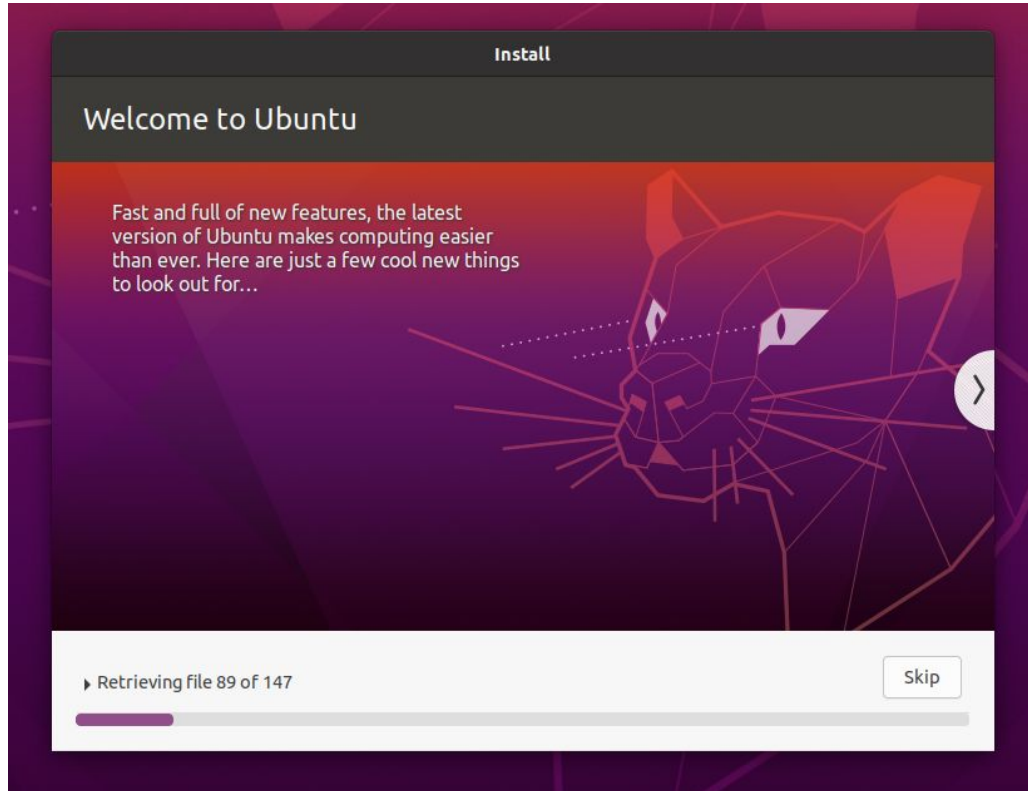 Install
Welcome to Ubuntu
Fast and full of new features, the latest
version of Ubuntu makes computing easier
than ever. Here are just a few cool new things
to look out for…
Retrieving file 89 of 147
Skip